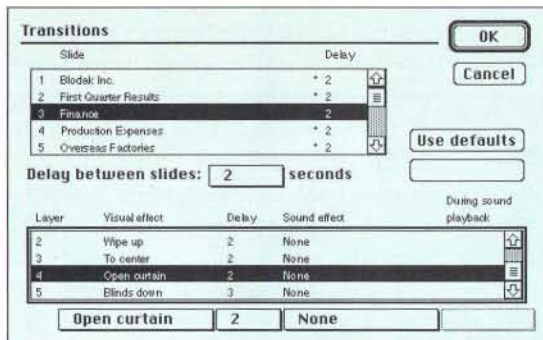 Transitions
OK
Slide Delay
Cancel
1 Blodak Inc. * 2
2 First Quarter Results * 2
3 Finance 2
4 Production Expenses * 2
5 Overseas Factories * 2
Use defaults
Delay between slides: 2 seconds
During sound
Layer Visual effect Delay Sound effect playback
2 Wipe up 2 None
3 To center 2 None
4 Open curtain 2 None
5 Blinds down 3 None
Open curtain 2 None